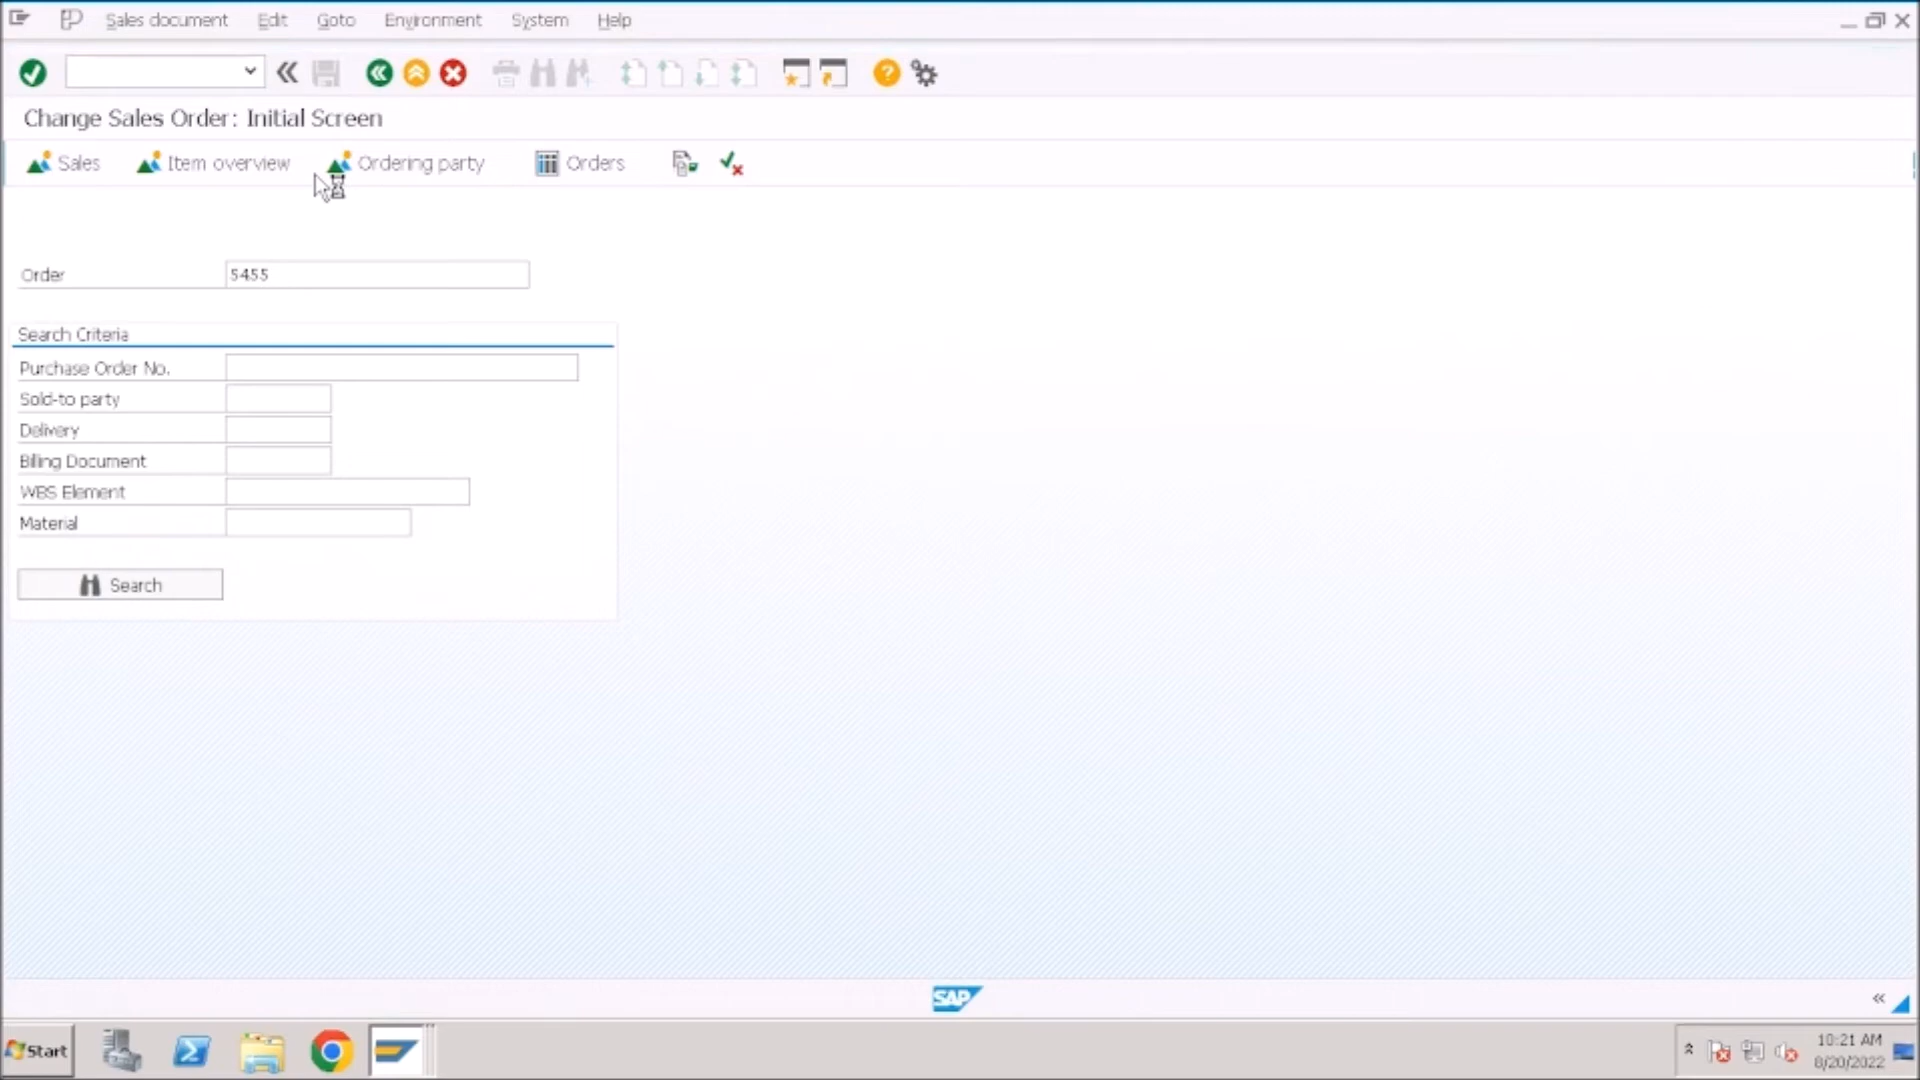 Sales document Edit Goto Environment System Help
Change Sales Order: Initial Screen
Sales Item overview Ordering party Orders
Order 5455
Search Criteria
Purchase Order No.
Sold-to party
Delivery
Billing Document
WBS Element
Material
Search
SAP
Start
10:21 AM
8/20/2022